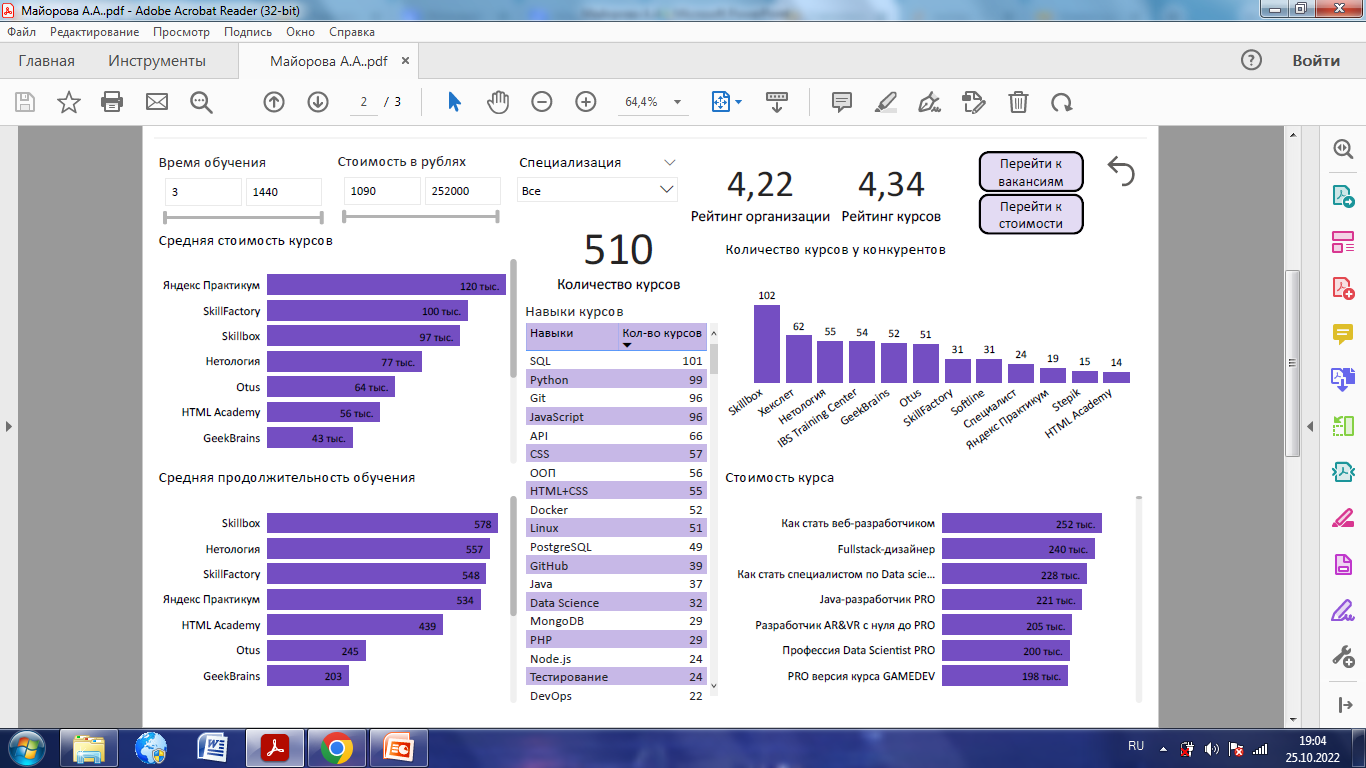 Майорова А.А..pdf - Adobe Acrobat Reader (32-bit)
Файл Редактирование Просмотр Подпись Окно Справка
Главная Инструменты Майорова А.А..pdf × Войти
2 / 3 64,4%
Время обучения
3 1440
Стоимость в рублях
1090 252000
Специализация
Все
4,22
Рейтинг организации
4,34
Рейтинг курсов
Перейти к
вакансиям
Перейти к
стоимости
Средняя стоимость курсов
Яндекс Практикум 120 тыс.
SkillFactory 100 тыс.
Skillbox 97 тыс.
Нетология 77 тыс.
Otus 64 тыс.
HTML Academy 56 тыс.
GeekBrains 43 тыс.
Средняя продолжительность обучения
Skillbox 578
Нетология 557
SkillFactory 548
Яндекс Практикум 534
HTML Academy 439
Otus 245
GeekBrains 203
510
Количество курсов
Навыки курсов
Навыки Кол-во курсов
SQL 101
Python 99
Git 96
JavaScript 96
API 66
CSS 57
ООП 56
HTML+CSS 55
Docker 52
Linux 51
PostgreSQL 49
GitHub 39
Java 37
Data Science 32
MongoDB 29
PHP 29
Node.js 24
Тестирование 24
DevOps 22
Количество курсов у конкурентов
102 62 55 54 52 51 31 31 24 19 15 14
Skillbox
Хекслет
Нетология
IBS Training Center
GeekBrains
Otus
SkillFactory
Softline
Специалист
Яндекс Практикум
Stepik
HTML Academy
Стоимость курса
Как стать веб-разработчиком 252 тыс.
Fullstack-дизайнер 240 тыс.
Как стать специалистом по Data scie... 228 тыс.
Java-разработчик PRO 221 тыс.
Разработчик AR&VR с нуля до PRO 205 тыс.
Профессия Data Scientist PRO 200 тыс.
PRO версия курса GAMEDEV 198 тыс.
RU 19:04
25.10.2022